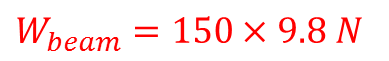 W_beam = 150 × 9.8 N